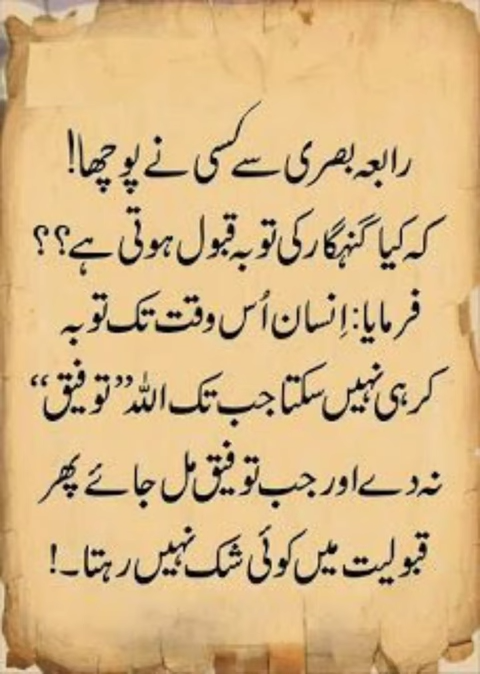 رابعہ بصری سے کسی نے پوچھا!
کہ کیا گنہگار کی توبہ قبول ہوتی ہے؟؟
فرمایا: اِنسان اُس وقت تک توبہ
کر ہی نہیں سکتا جب تک اللہ ”توفیق“
نہ دے اور جب توفیق مل جائے پھر
قبولیت میں کوئی شک نہیں رہتا۔!